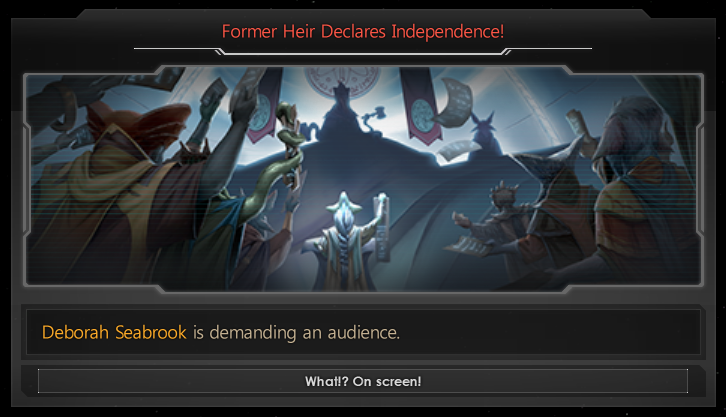 Former Heir Declares Independence!
Deborah Seabrook is demanding an audience.
What!? On screen!